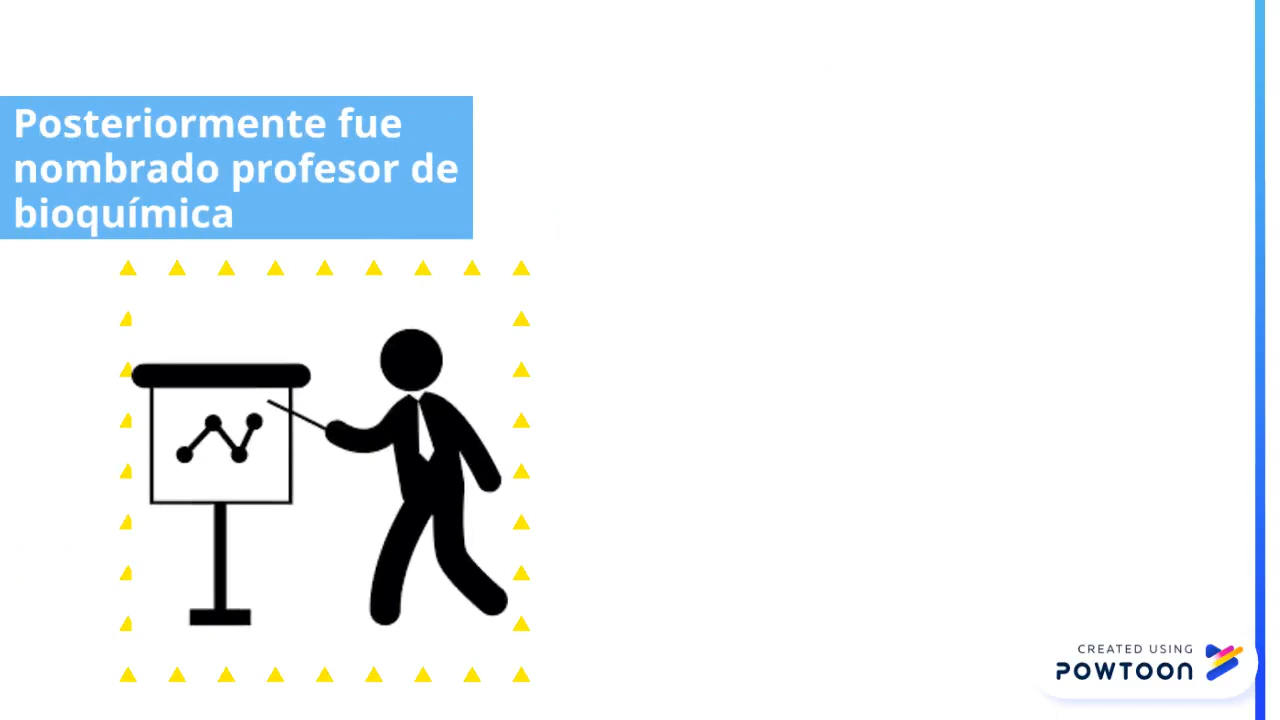 Posteriormente fue
nombrado profesor de
bioquímica
CREATED USING
POWTOON